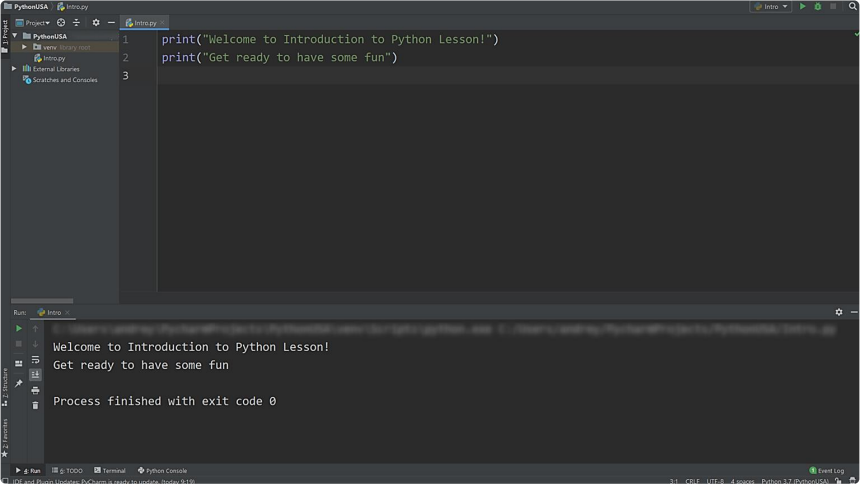 PythonUSA Intro.py
Intro
Project
Intro.py
1: Project
PythonUSA
venv library root
Intro.py
External Libraries
Scratches and Consoles
1 print("Welcome to Introduction to Python Lesson!")
2 print("Get ready to have some fun")
3
Run: Intro
Welcome to Introduction to Python Lesson!
Get ready to have some fun
Process finished with exit code 0
Z: Structure
2: Favorites
4: Run 6: TODO Terminal Python Console Event Log
IDE and Plugin Updates: PyCharm is ready to update. (today 9:19) 3:1 CRLF UTF-8 4 spaces Python 3.7 (PythonUSA)